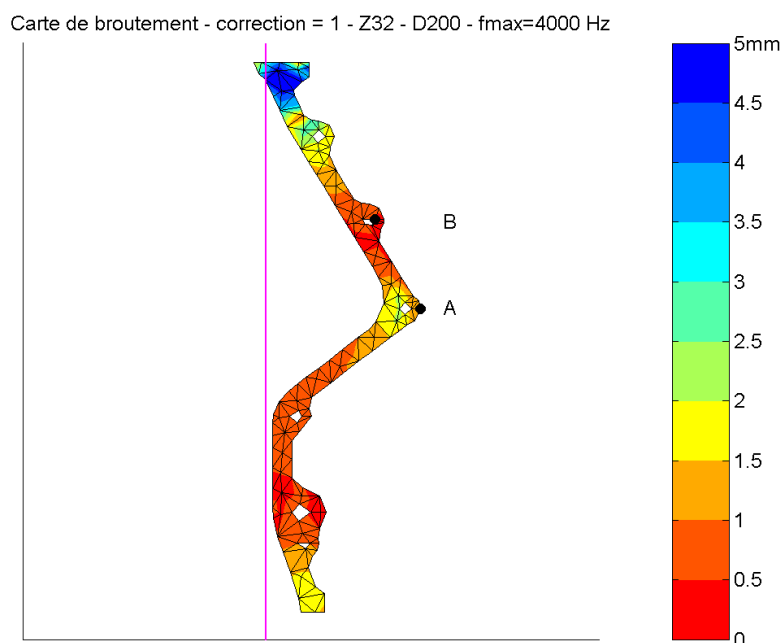 Carte de broutement - correction = 1 - Z32 - D200 - fmax=4000 Hz
5mm
4.5
4
3.5
3
2.5
2
1.5
1
0.5
0
B
A